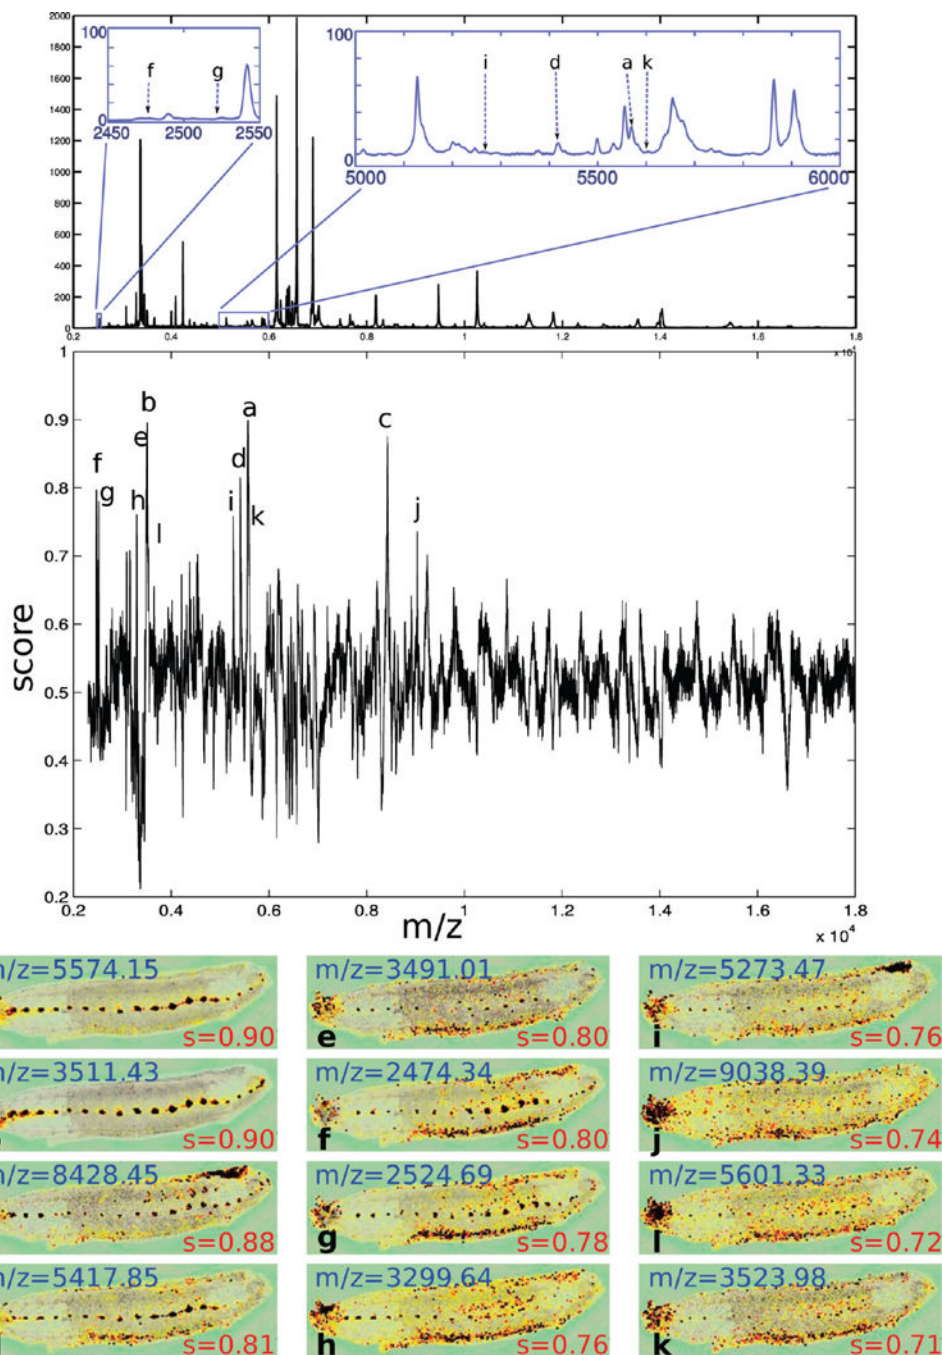 2000
1800
1600
1400
1200
1000
800
600
400
200
0
100
f
g
0
2450
2500
2550
100
i
d
a
k
0
5000
5500
6000
0.2
0.4
0.6
0.8
1
1.2
1.4
1.6
1.8
x 10⁴
1
0.9
0.8
0.7
0.6
0.5
0.4
0.3
0.2
score
b
e
f
g
h
l
a
d
i
k
c
j
0.2
0.4
0.6
0.8
1
1.2
1.4
1.6
1.8
m/z
x 10⁴
n/z=5574.15
s=0.90
m/z=3491.01
e
s=0.80
m/z=5273.47
i
s=0.76
n/z=3511.43
s=0.90
m/z=2474.34
f
s=0.80
m/z=9038.39
j
s=0.74
n/z=8428.45
s=0.88
m/z=2524.69
g
s=0.78
m/z=5601.33
l
s=0.72
n/z=5417.85
s=0.81
m/z=3299.64
h
s=0.76
m/z=3523.98
k
s=0.71